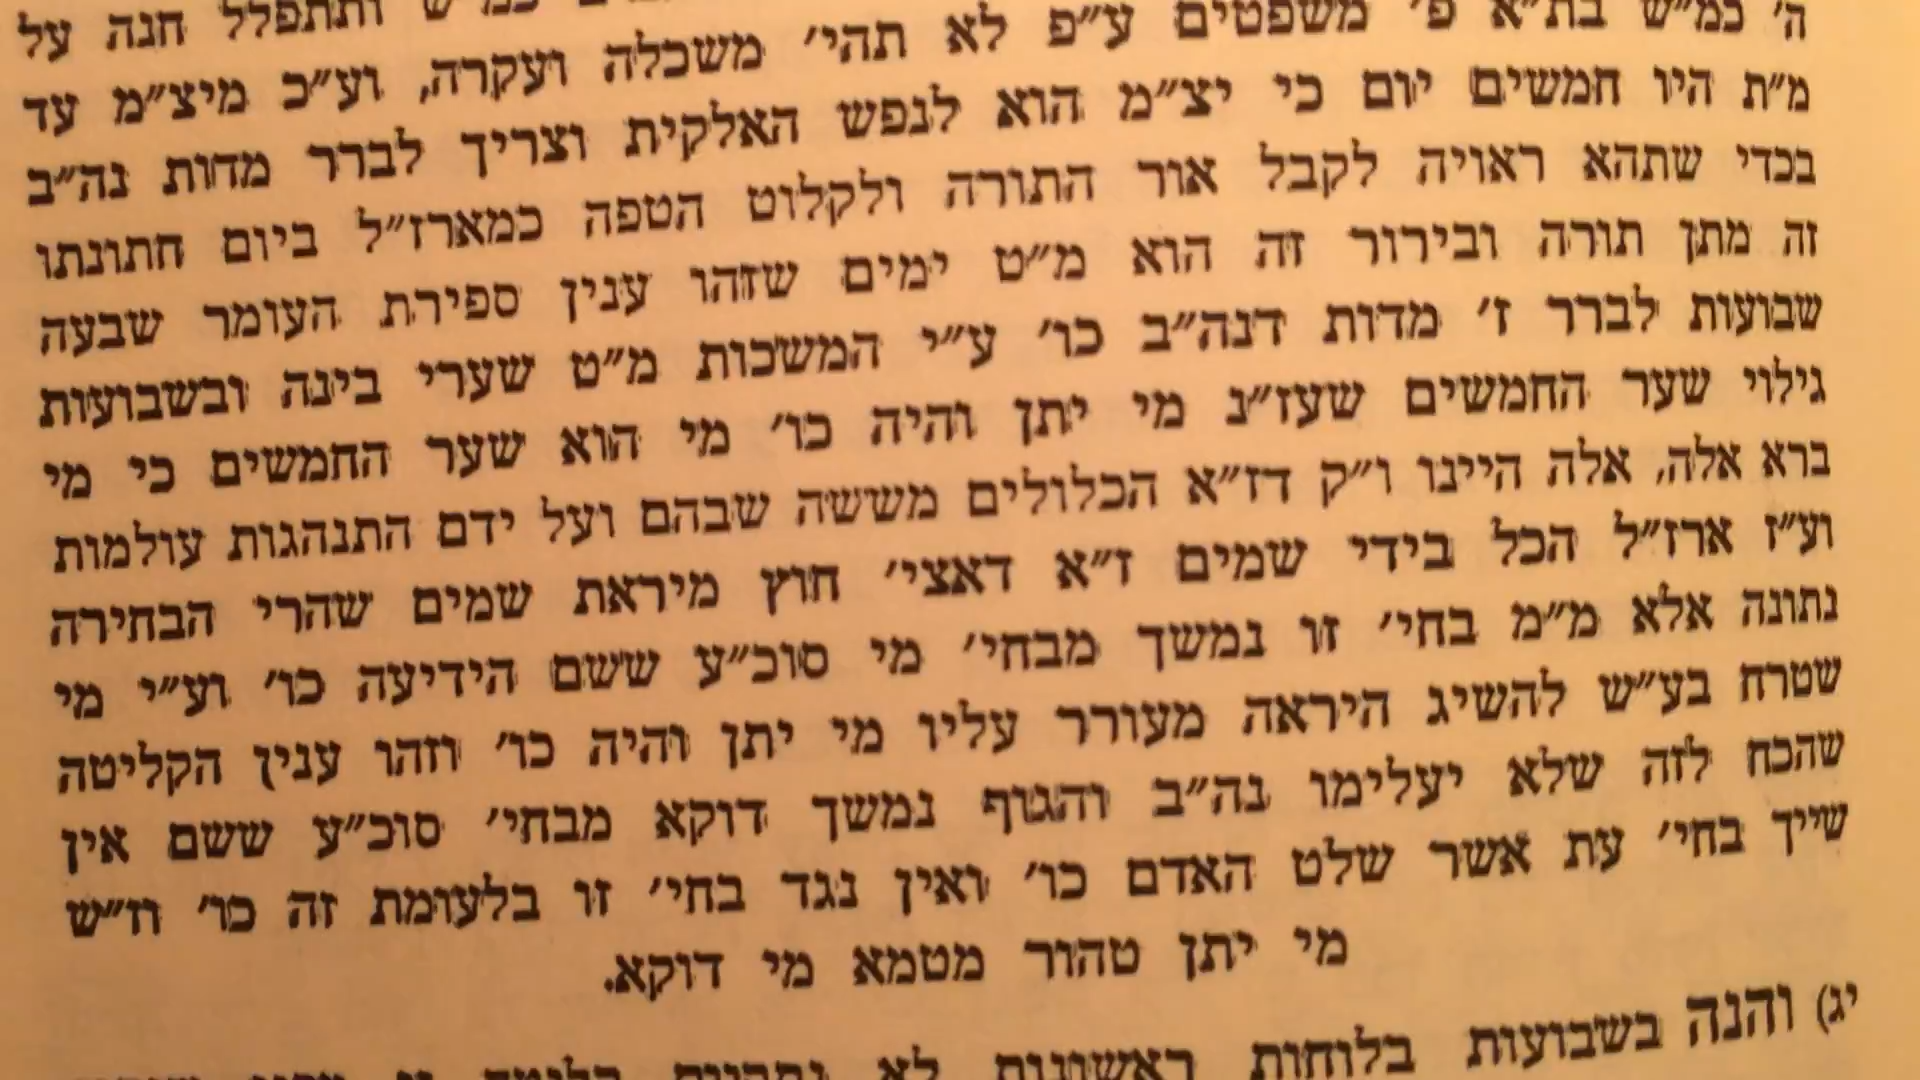 ותתפלל חנה על
ה׳ כמ״ש בת״א פ׳ משפטים ע״פ לא תהי׳ משכלה ועקרה, וע״כ מיצ״מ עד
מ״ת היו חמשים יום כי יצ״מ הוא לנפש האלקית וצריך לברר מדות נה״ב
בכדי שתהא ראויה לקבל אור התורה ולקלוט הטפה כמארז״ל ביום חתונתו
זה מתן תורה ובירור זה הוא מ״ט ימים שזהו ענין ספירת העומר שבעה
שבועות לברר ז׳ מדות דנה״ב כו׳ ע״י המשכות מ״ט שערי בינה ובשבועות
גילוי שער החמשים שעז״נ מי יתן והיה כו׳ מי הוא שער החמשים כי מי
ברא אלה, אלה היינו ו״ק דז״א הכלולים מששה שבהם ועל ידם התנהגות עולמות
וע״ז ארז״ל הכל בידי שמים ז״א דאצי׳ חוץ מיראת שמים שהרי הבחירה
נתונה אלא מ״מ בחי׳ זו נמשך מבחי׳ מי סוכ״ע ששם הידיעה כו׳ וע״י מי
שטרח בע״ש להשיג היראה מעורר עליו מי יתן והיה כו׳ וזהו ענין הקליטה
שהכח לזה שלא יעלימו נה״ב והגוף נמשך דוקא מבחי׳ סוכ״ע ששם אין
שייך בחי׳ עת אשר שלט האדם כו׳ ואין נגד בחי׳ זו בלעומת זה כו׳ וז״ש
מי יתן טהור מטמא מי דוקא.
יג) והנה בשבועות בלוחות ראשונות לא